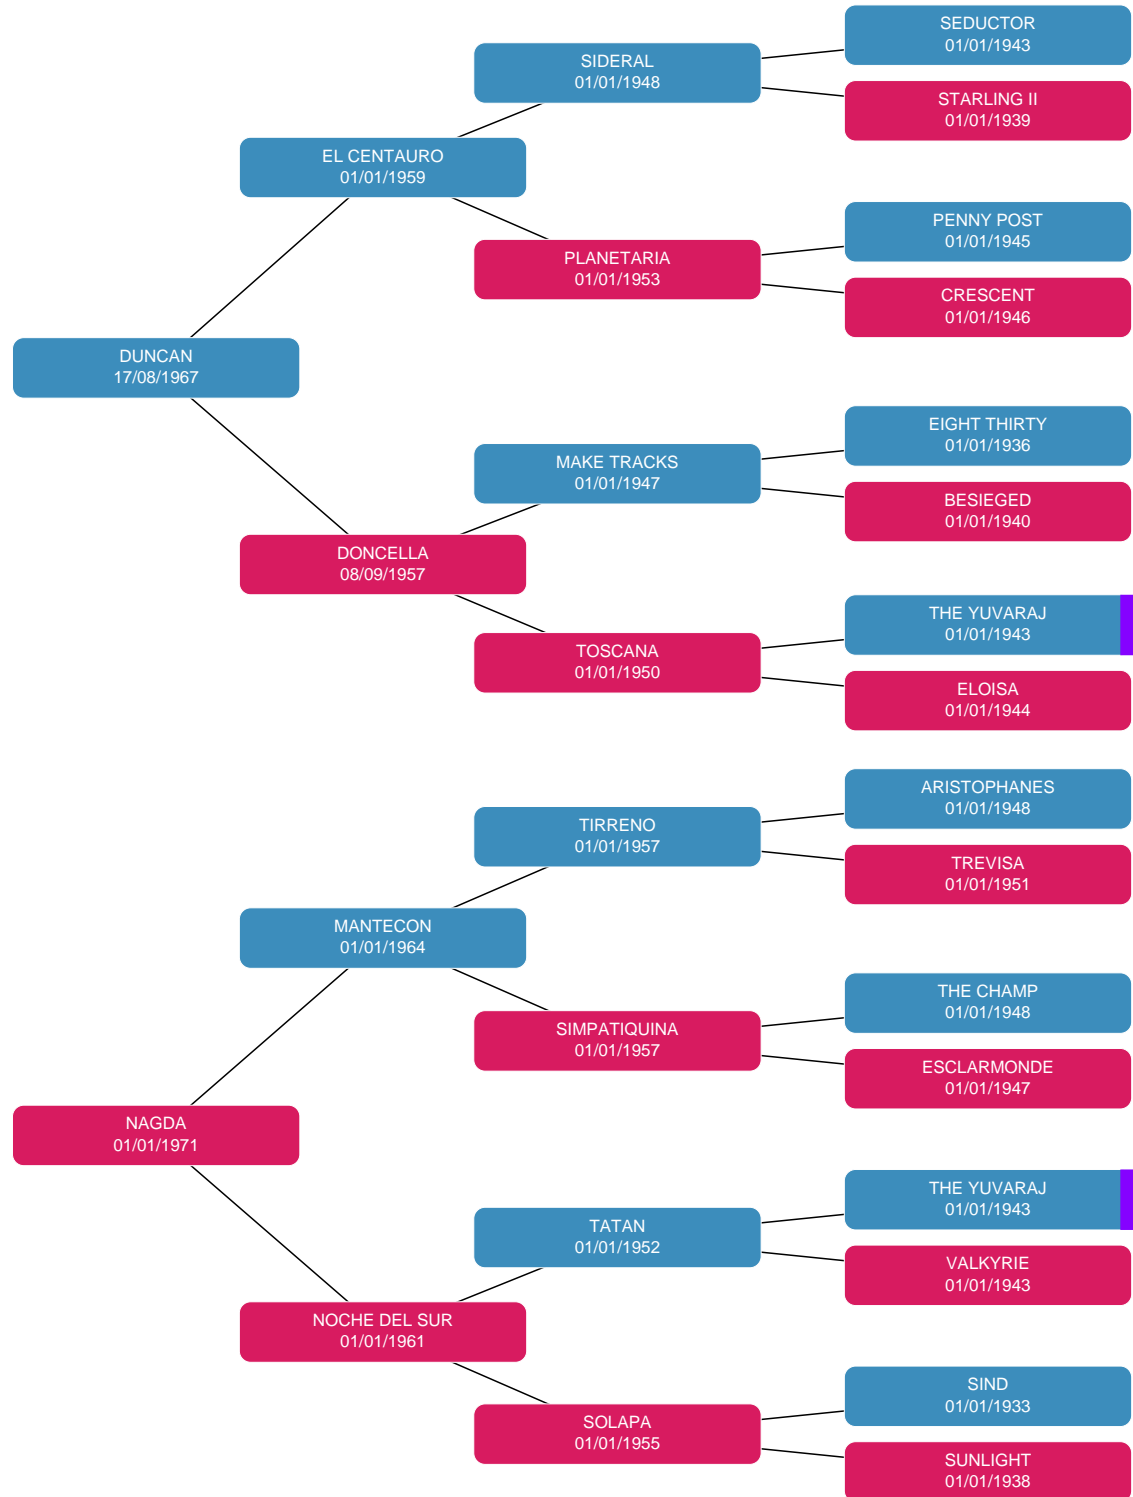 SEDUCTOR
01/01/1943
SIDERAL
01/01/1948
STARLING II
01/01/1939
EL CENTAURO
01/01/1959
PENNY POST
01/01/1945
PLANETARIA
01/01/1953
CRESCENT
01/01/1946
DUNCAN
17/08/1967
EIGHT THIRTY
01/01/1936
MAKE TRACKS
01/01/1947
BESIEGED
01/01/1940
DONCELLA
08/09/1957
THE YUVARAJ
01/01/1943
TOSCANA
01/01/1950
ELOISA
01/01/1944
ARISTOPHANES
01/01/1948
TIRRENO
01/01/1957
TREVISA
01/01/1951
MANTECON
01/01/1964
THE CHAMP
01/01/1948
SIMPATIQUINA
01/01/1957
ESCLARMONDE
01/01/1947
NAGDA
01/01/1971
THE YUVARAJ
01/01/1943
TATAN
01/01/1952
VALKYRIE
01/01/1943
NOCHE DEL SUR
01/01/1961
SIND
01/01/1933
SOLAPA
01/01/1955
SUNLIGHT
01/01/1938